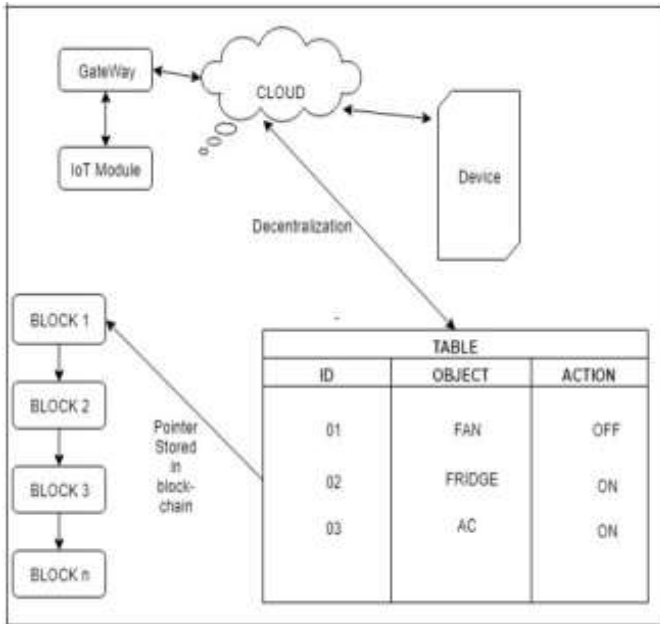 GateWay
CLOUD
IoT Module
Device
Decentralization
BLOCK 1
BLOCK 2
BLOCK 3
BLOCK n
Pointer
Stored
in
block-
chain
TABLE
ID OBJECT ACTION
01 FAN OFF
02 FRIDGE ON
03 AC ON